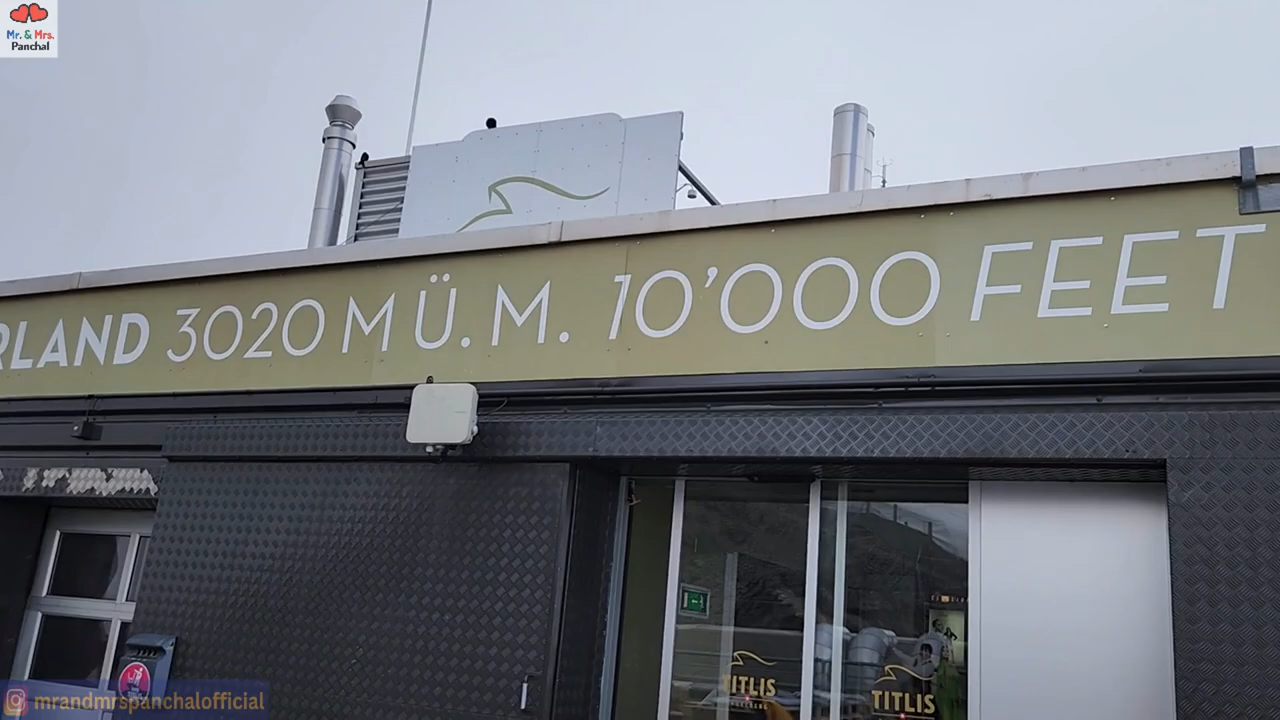 Mr. & Mrs.
Panchal
RLAND 3020 M Ü. M. 10’000 FEET
TITLIS
TITLIS
mrandmrspanchalofficial